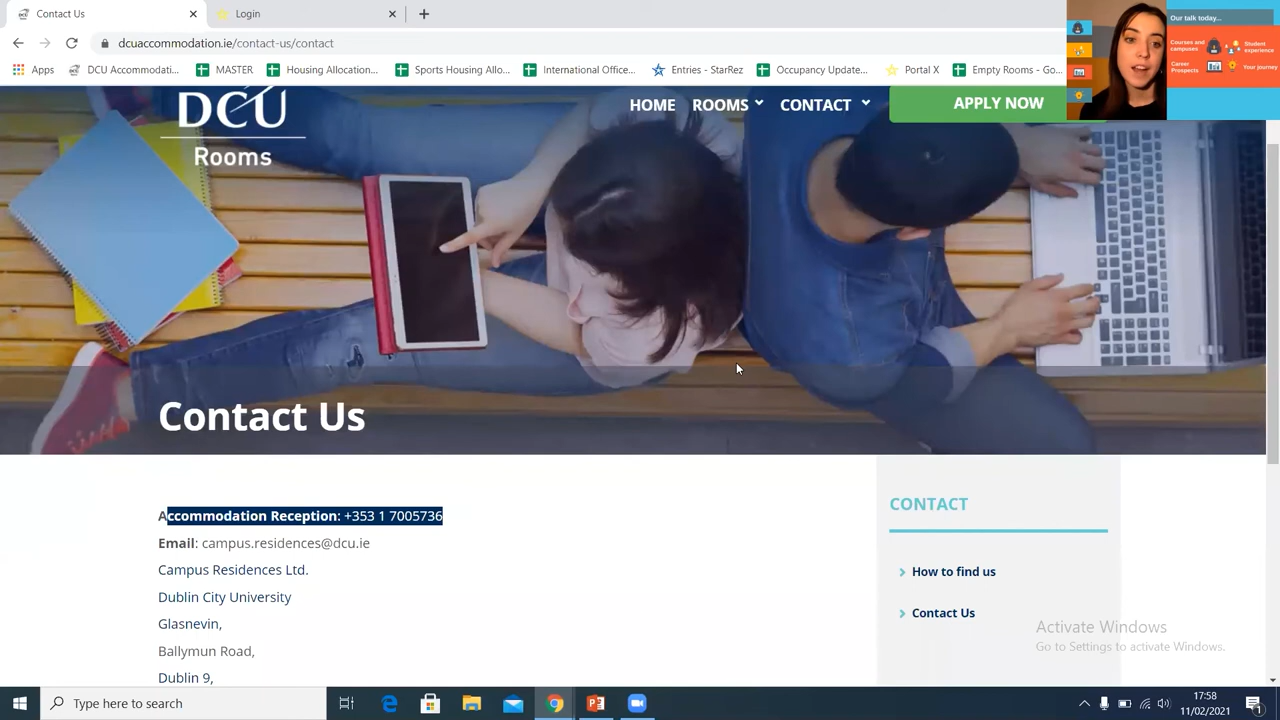 Contact Us
Login
dcuaccommodation.ie/contact-us/contact
Apps
DCU Accommodati...
MASTER
Housing Allocation
Sports
International Office...
Entries - StarRez
Occupancy Update...
Portal X
Empty Rooms - Go...
Our talk today...
Courses and campuses
Student experience
Career Prospects
Your journey
DCU
Rooms
HOME
ROOMS
CONTACT
APPLY NOW
Contact Us
Accommodation Reception: +353 1 7005736
Email: campus.residences@dcu.ie
Campus Residences Ltd.
Dublin City University
Glasnevin,
Ballymun Road,
Dublin 9,
CONTACT
How to find us
Contact Us
Activate Windows
Go to Settings to activate Windows.
Type here to search
17:58
11/02/2021
1